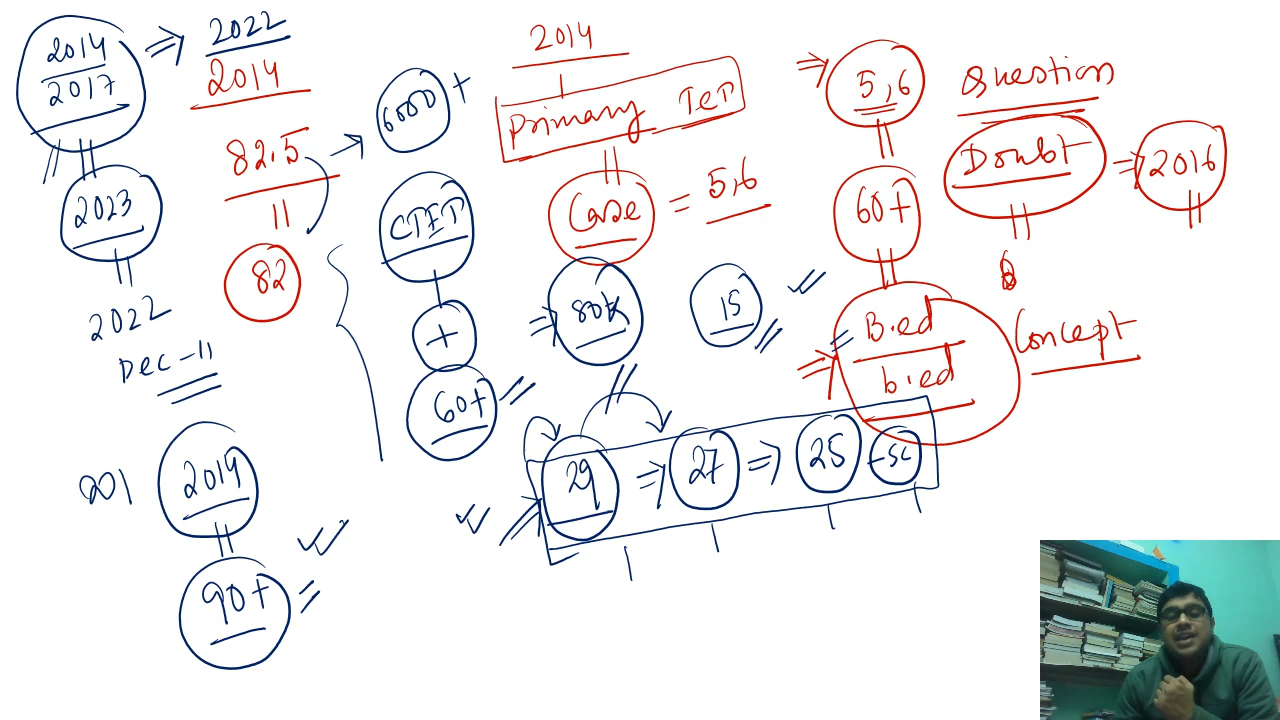 2014
2017
2022
2014
2023
2022
Dec-11
82.5
82
6000+
CTET
+
60+
2014
Primary TET
Case = 5,6
80K
15
29
27
25
-SC
5,6
60+
B.ed
b.ed
Question
Doubt
2016
Concept
201
2019
90+